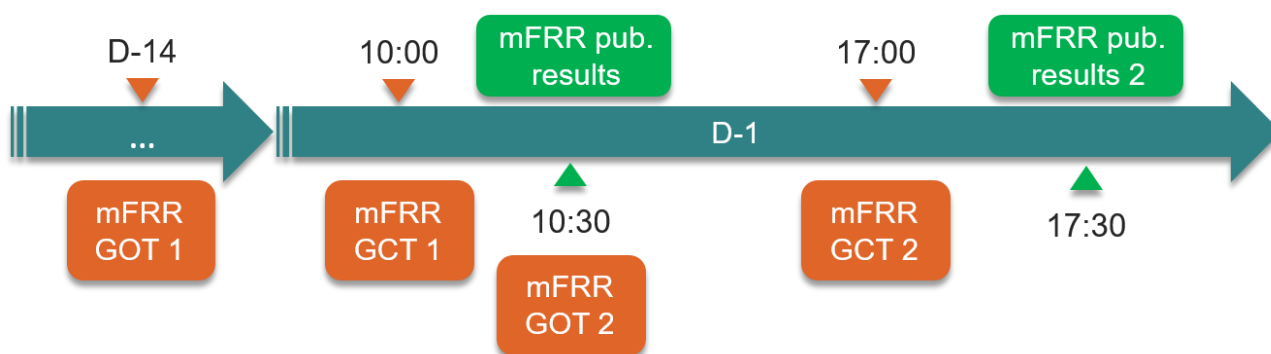 D-14
10:00
mFRR pub.
results
17:00
mFRR pub.
results 2
...
D-1
mFRR
GOT 1
mFRR
GCT 1
10:30
mFRR
GOT 2
mFRR
GCT 2
17:30